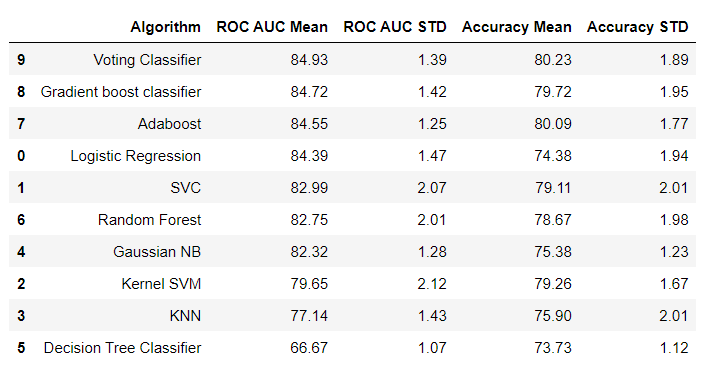 Algorithm ROC AUC Mean ROC AUC STD Accuracy Mean Accuracy STD
9 Voting Classifier 84.93 1.39 80.23 1.89
8 Gradient boost classifier 84.72 1.42 79.72 1.95
7 Adaboost 84.55 1.25 80.09 1.77
0 Logistic Regression 84.39 1.47 74.38 1.94
1 SVC 82.99 2.07 79.11 2.01
6 Random Forest 82.75 2.01 78.67 1.98
4 Gaussian NB 82.32 1.28 75.38 1.23
2 Kernel SVM 79.65 2.12 79.26 1.67
3 KNN 77.14 1.43 75.90 2.01
5 Decision Tree Classifier 66.67 1.07 73.73 1.12